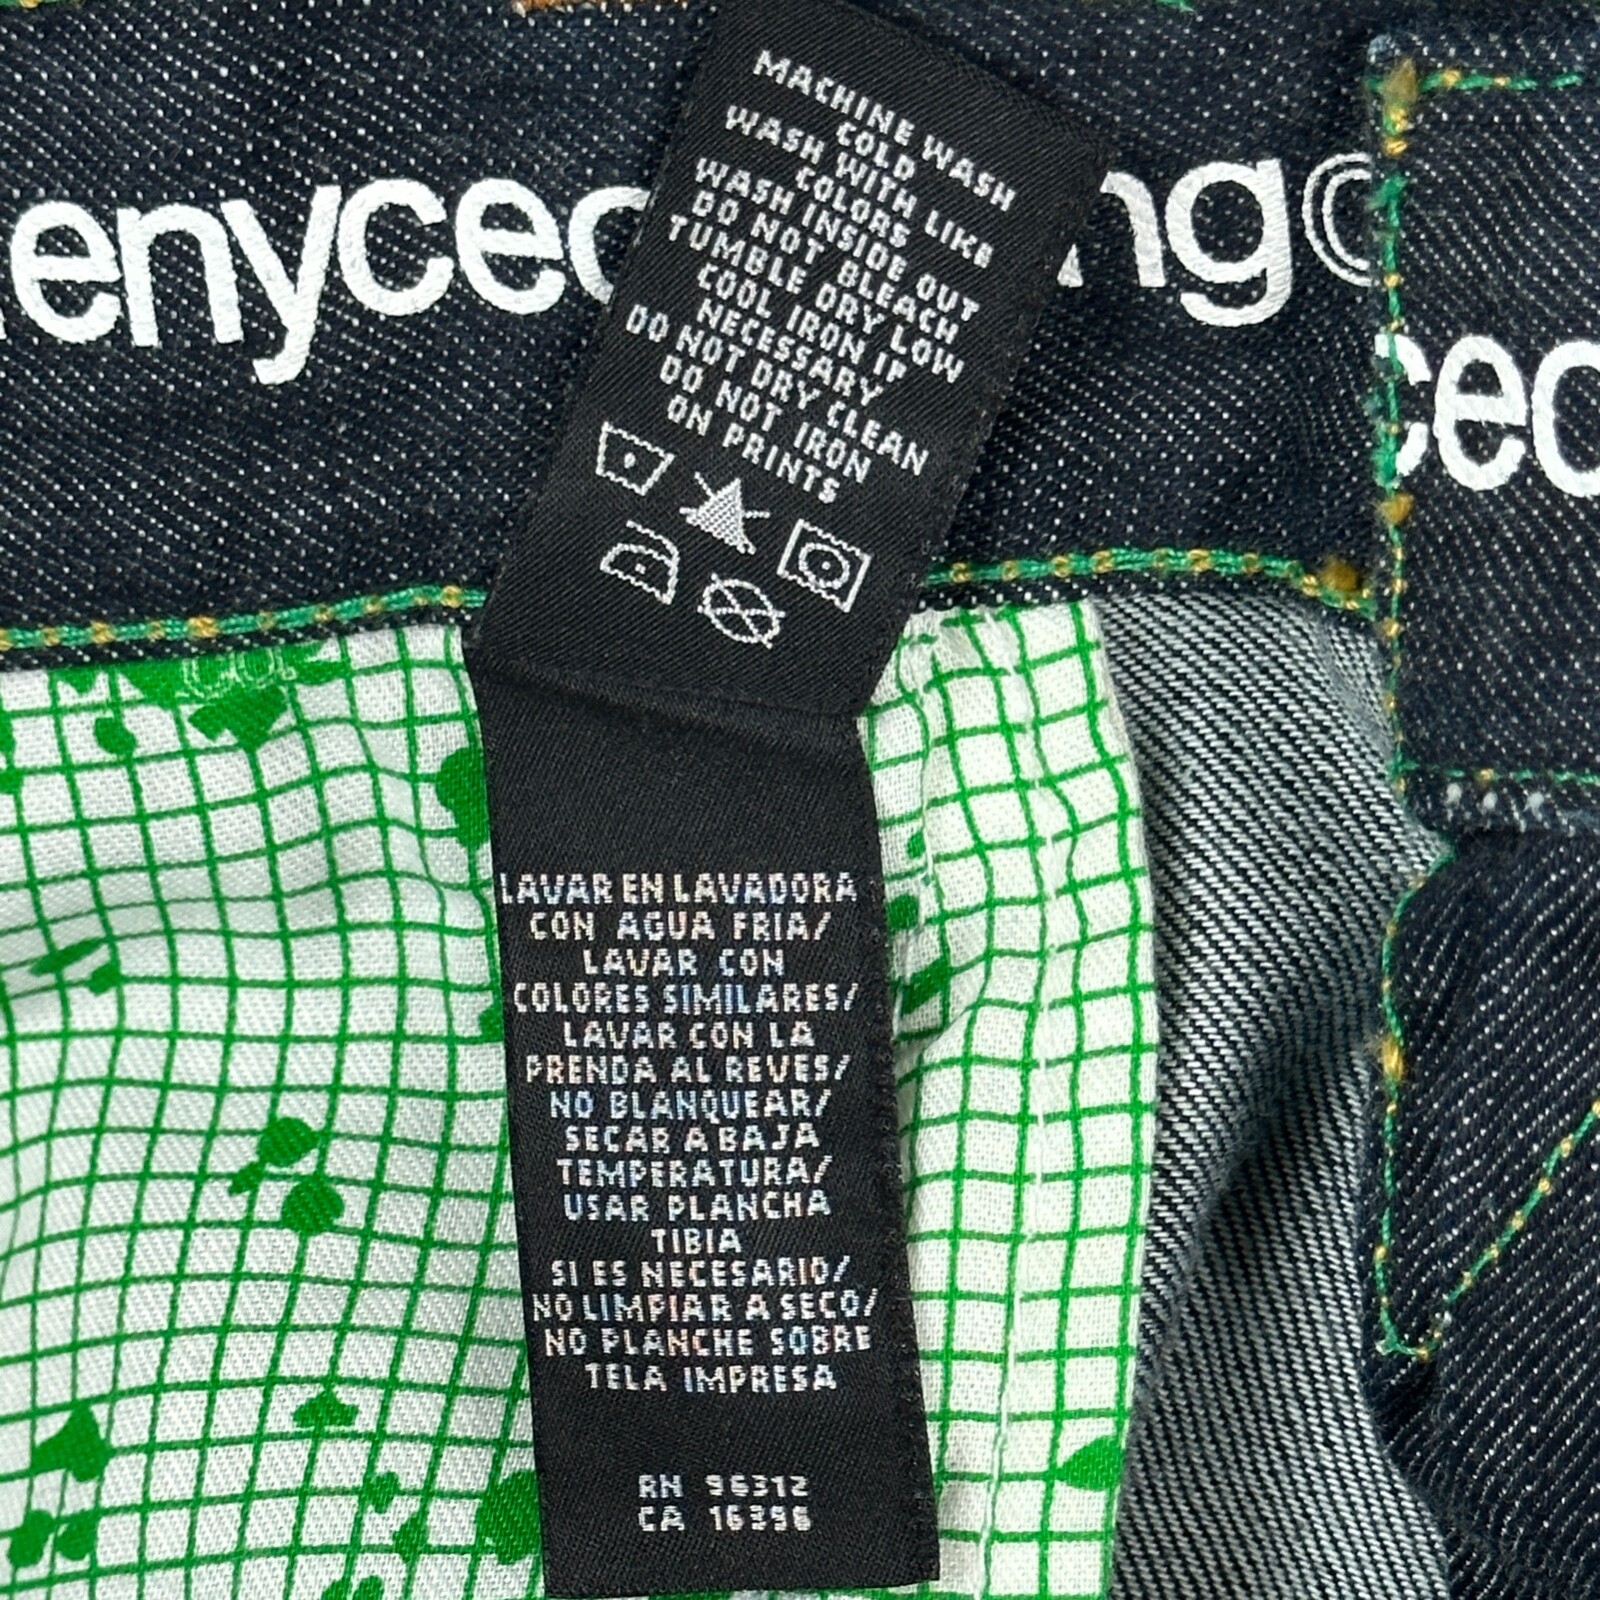 MACHINE WASH
COLD
WASH WITH LIKE
COLORS
WASH INSIDE OUT
DO NOT BLEACH
TUMBLE DRY LOW
COOL IRON IF
NECESSARY
DO NOT DRY CLEAN
DO NOT IRON
ON PRINTS
LAVAR EN LAVADORA
CON AGUA FRIA/
LAVAR CON
COLORES SIMILARES/
LAVAR CON LA
PRENDA AL REVES/
NO BLANQUEAR/
SECAR A BAJA
TEMPERATURA/
USAR PLANCHA
TIBIA
SI ES NECESARIO/
NO LIMPIAR A SECO/
NO PLANCHE SOBRE
TELA IMPRESA
RN 96312
CA 16396